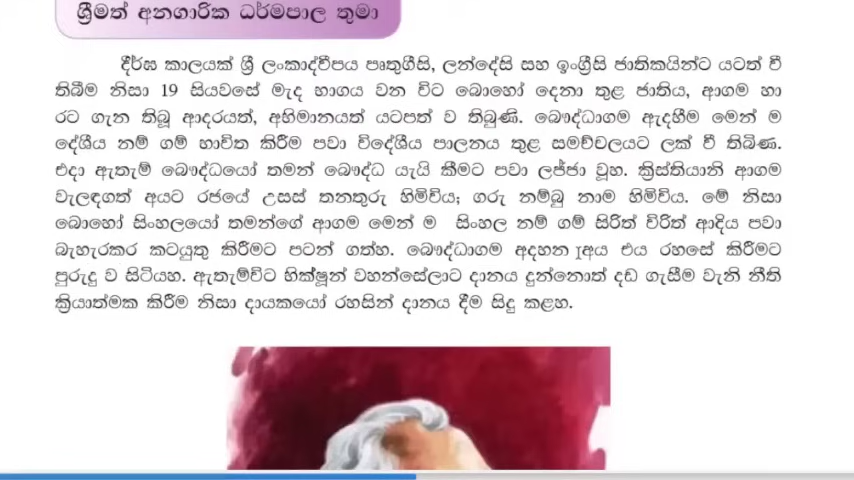 ශ්‍රීමත් අනගාරික ධර්මපාල තුමා
දීර්ඝ කාලයක් ශ්‍රී ලංකාද්වීපය පෘතුගීසි, ලන්දේසි සහ ඉංග්‍රීසි ජාතිකයින්ට යටත් වී
තිබීම නිසා 19 සියවසේ මැද භාගය වන විට බොහෝ දෙනා තුළ ජාතිය, ආගම හා
රට ගැන තිබූ ආදරයත්, අභිමානයත් යටපත් ව තිබුණි. බෞද්ධාගම ඇදහීම මෙන් ම
දේශීය නම් ගම් භාවිත කිරීම පවා විදේශීය පාලනය තුළ සමච්චලයට ලක් වී තිබිණ.
එදා ඇතැම් බෞද්ධයෝ තමන් බෞද්ධ යැයි කීමට පවා ලජ්ජා වූහ. ක්‍රිස්තියානි ආගම
වැලඳගත් අයට රජයේ උසස් තනතුරු හිමිවිය; ගරු නම්බු නාම හිමිවිය. මේ නිසා
බොහෝ සිංහලයෝ තමන්ගේ ආගම මෙන් ම සිංහල නම් ගම් සිරිත් විරිත් ආදිය පවා
බැහැරකර කටයුතු කිරීමට පටන් ගත්හ. බෞද්ධාගම අදහන අය එය රහසේ කිරීමට
පුරුදු ව සිටියහ. ඇතැම්විට භික්ෂූන් වහන්සේලාට දානය දුන්නොත් දඩ ගැසීම වැනි නීති
ක්‍රියාත්මක කිරීම නිසා දායකයෝ රහසින් දානය දීම සිදු කළහ.